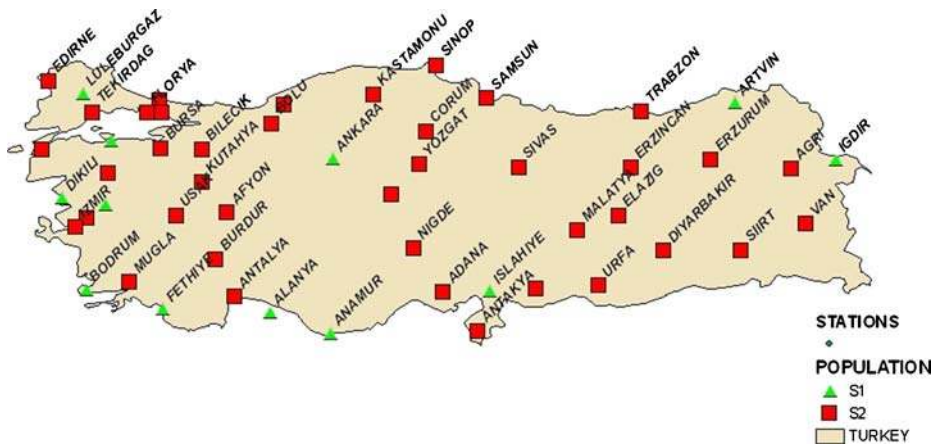 EDIRNE
LULEBURGAZ
TEKIRDAG
LORYA
BURSA
BILECIK
KUTAHYA
BOLU
KASTAMONU
SINOP
SAMSUN
TRABZON
ARTVIN
ANKARA
CORUM
YOZGAT
SIVAS
ERZINCAN
ERZURUM
AGRI
IGDIR
DIKILI
IZMIR
USAK
AFYON
MALATYA
ELAZIG
VAN
BODRUM
MUGLA
FETHIYE
BURDUR
ANTALYA
ALANYA
ANAMUR
NIGDE
ADANA
ISLAHIYE
ANTAKYA
URFA
DIYARBAKIR
SIIRT
STATIONS
POPULATION
S1
S2
TURKEY